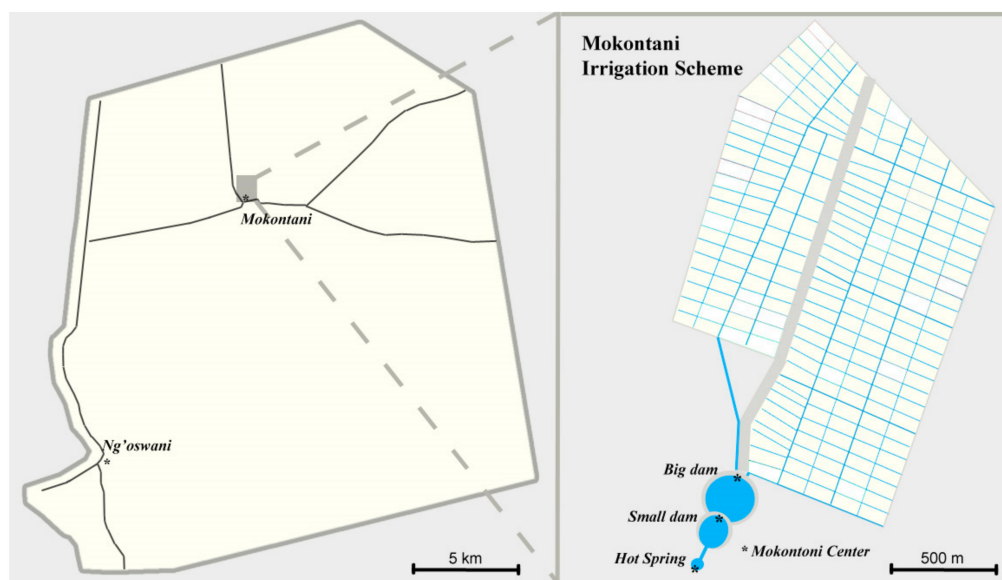 Mokontani
Ng'oswani
*
*
5 km
Mokontani
Irrigation Scheme
Big dam
*
Small dam
*
Hot Spring
*
* Mokontoni Center
500 m